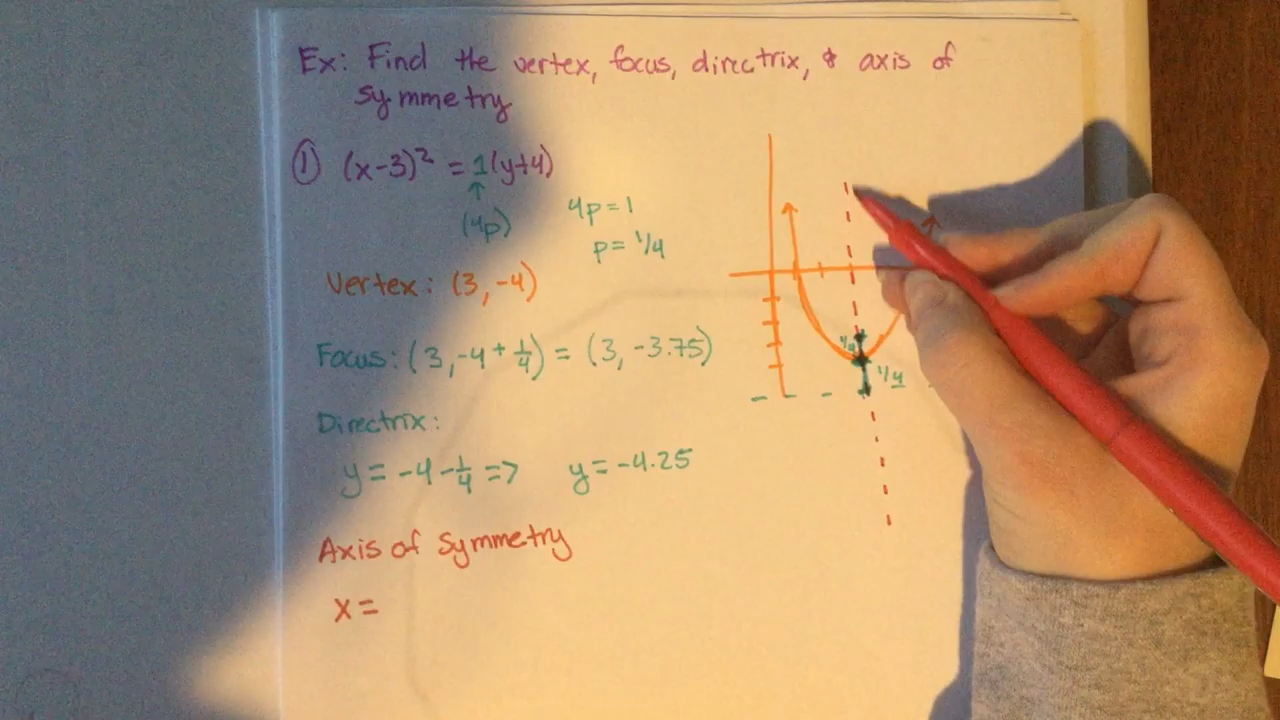 Ex: Find the vertex, focus, directrix, & axis of
symmetry
① (x-3)² = 1(y+4)
↑
(4p)
4p=1
p= 1/4
Vertex: (3, -4)
Focus: (3, -4 + 1/4) = (3, -3.75)
Directrix:
y = -4 - 1/4 => y = -4.25
Axis of Symmetry
x =
1/4
1/4